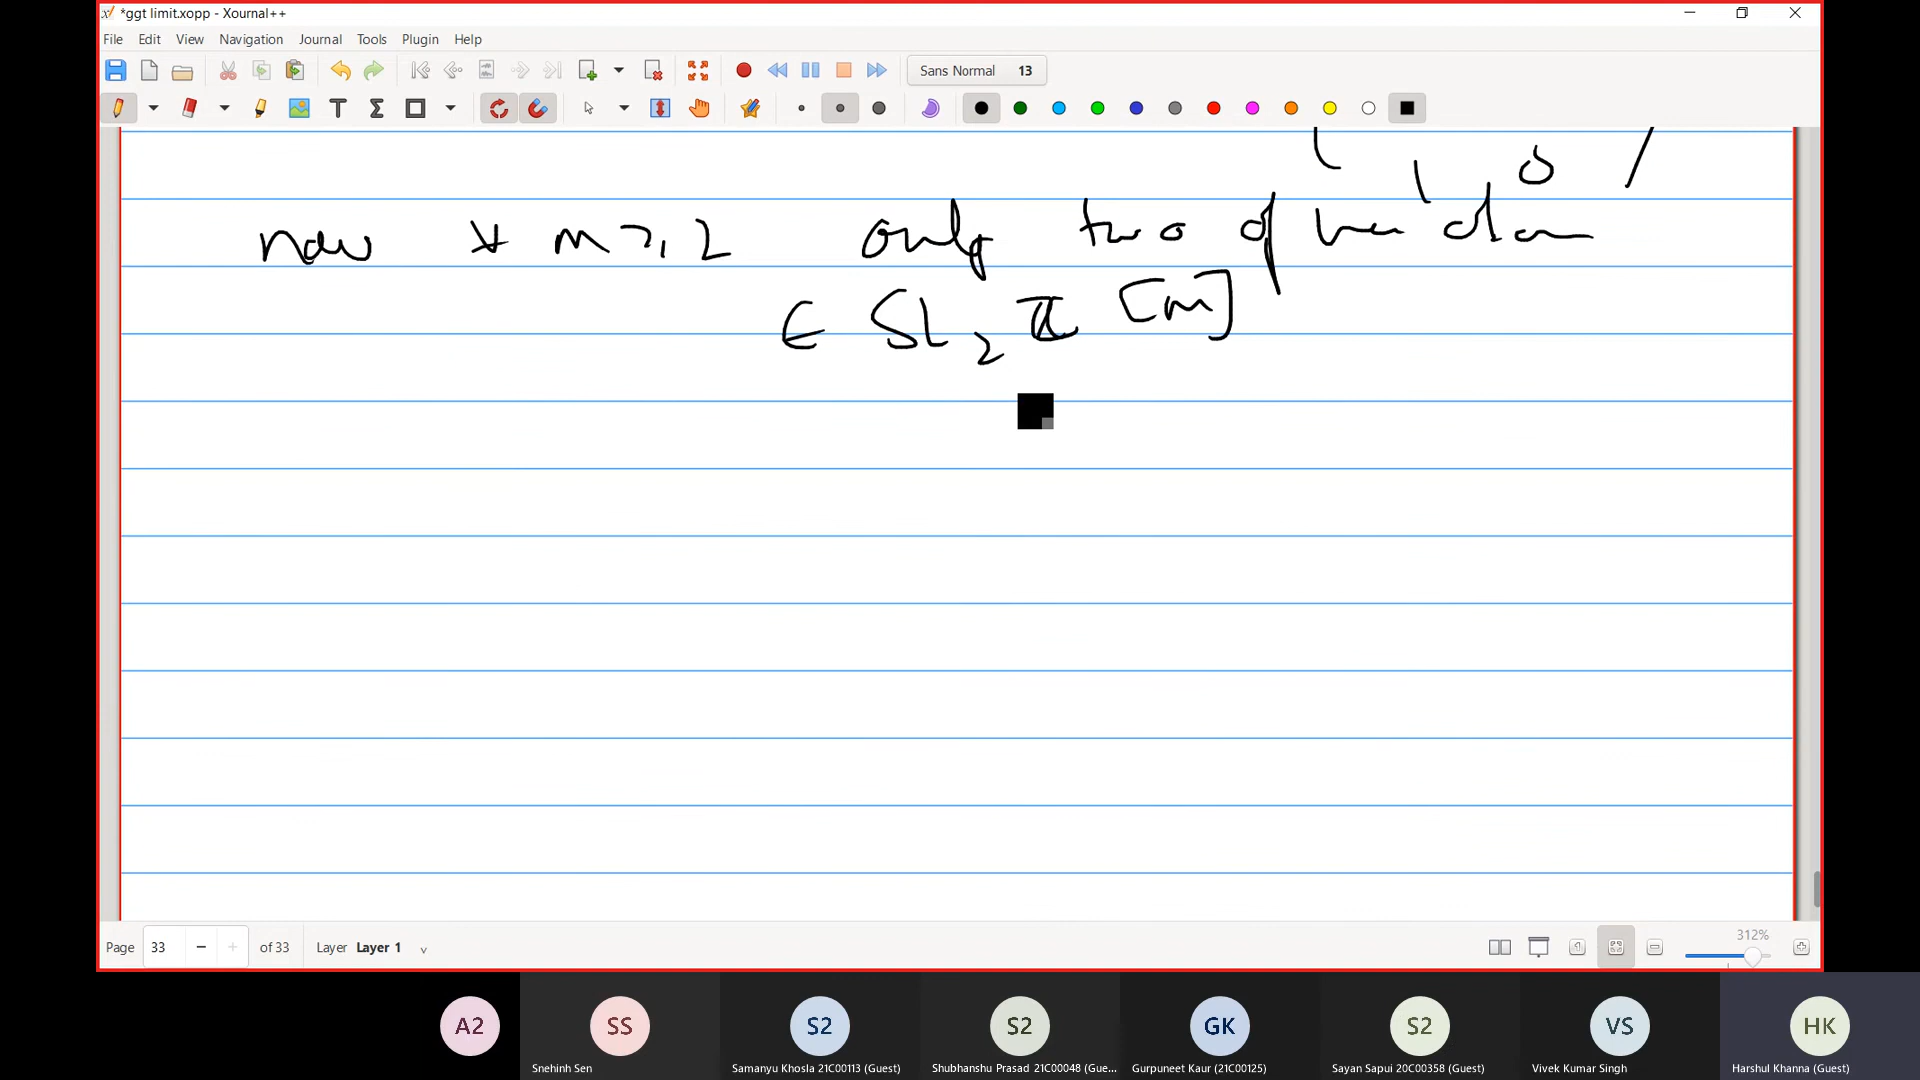 *ggt limit.xopp - Xournal++
File Edit View Navigation Journal Tools Plugin Help
Sans Normal 13
( 1 , 0 /
now ∀ m ⩾ 2 only two of
∈ SL₂ ℤ [m]
Page 33 − + of 33 Layer Layer 1
312%
A2 SS S2 S2 GK S2 VS HK
Snehinh Sen Samanyu Khosla 21C00113 (Guest) Shubhanshu Prasad 21C00048 (Gue... Gurpuneet Kaur (21C00125) Sayan Sapui 20C00358 (Guest) Vivek Kumar Singh Harshul Khanna (Guest)